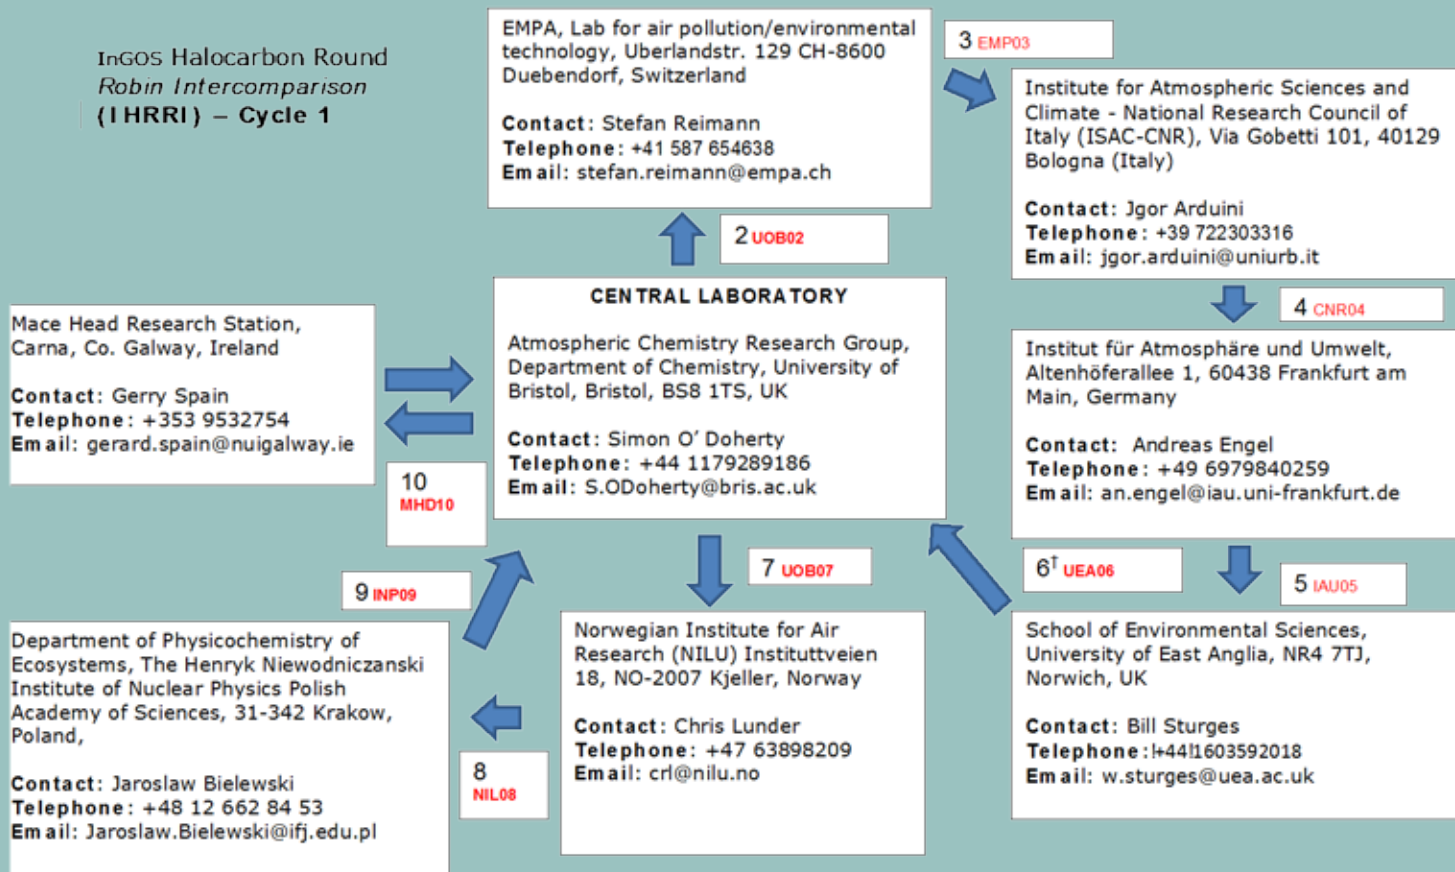 InGOS Halocarbon Round
Robin Intercomparison
(IHRRI) – Cycle 1
EMPA, Lab for air pollution/environmental
technology, Uberlandstr. 129 CH-8600
Duebendorf, Switzerland
Contact: Stefan Reimann
Telephone: +41 587 654638
Email: stefan.reimann@empa.ch
3 EMP03
Institute for Atmospheric Sciences and
Climate - National Research Council of
Italy (ISAC-CNR), Via Gobetti 101, 40129
Bologna (Italy)
Contact: Jgor Arduini
Telephone: +39 722303316
Email: jgor.arduini@uniurb.it
2 UOB02
4 CNR04
Mace Head Research Station,
Carna, Co. Galway, Ireland
Contact: Gerry Spain
Telephone: +353 9532754
Email: gerard.spain@nuigalway.ie
CENTRAL LABORATORY
Atmospheric Chemistry Research Group,
Department of Chemistry, University of
Bristol, Bristol, BS8 1TS, UK
Contact: Simon O’ Doherty
Telephone: +44 1179289186
Email: S.ODoherty@bris.ac.uk
Institut für Atmosphäre und Umwelt,
Altenhöferallee 1, 60438 Frankfurt am
Main, Germany
Contact: Andreas Engel
Telephone: +49 6979840259
Email: an.engel@iau.uni-frankfurt.de
10
MHD10
9 INP09
7 UOB07
6† UEA06
5 IAU05
Department of Physicochemistry of
Ecosystems, The Henryk Niewodniczanski
Institute of Nuclear Physics Polish
Academy of Sciences, 31-342 Krakow,
Poland,
Contact: Jaroslaw Bielewski
Telephone: +48 12 662 84 53
Email: Jaroslaw.Bielewski@ifj.edu.pl
8
NIL08
Norwegian Institute for Air
Research (NILU) Instituttveien
18, NO-2007 Kjeller, Norway
Contact: Chris Lunder
Telephone: +47 63898209
Email: crl@nilu.no
School of Environmental Sciences,
University of East Anglia, NR4 7TJ,
Norwich, UK
Contact: Bill Sturges
Telephone:!+44!1603592018
Email: w.sturges@uea.ac.uk